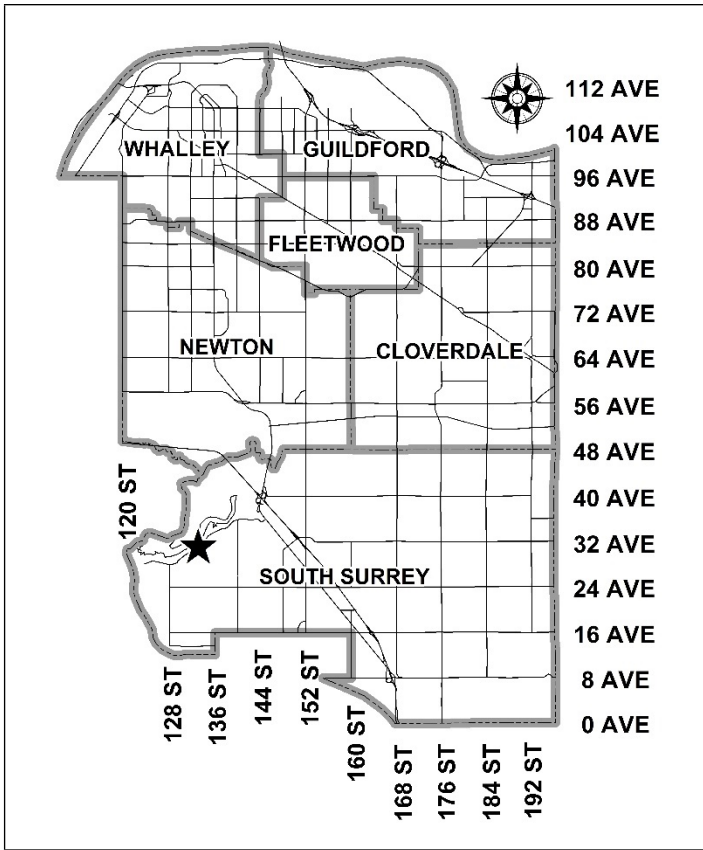 112 AVE
104 AVE
WHALLEY
GUILDFORD
96 AVE
88 AVE
FLEETWOOD
80 AVE
72 AVE
NEWTON
CLOVERDALE
64 AVE
56 AVE
48 AVE
120 ST
40 AVE
32 AVE
SOUTH SURREY
24 AVE
16 AVE
8 AVE
0 AVE
128 ST
136 ST
144 ST
152 ST
160 ST
168 ST
176 ST
184 ST
192 ST